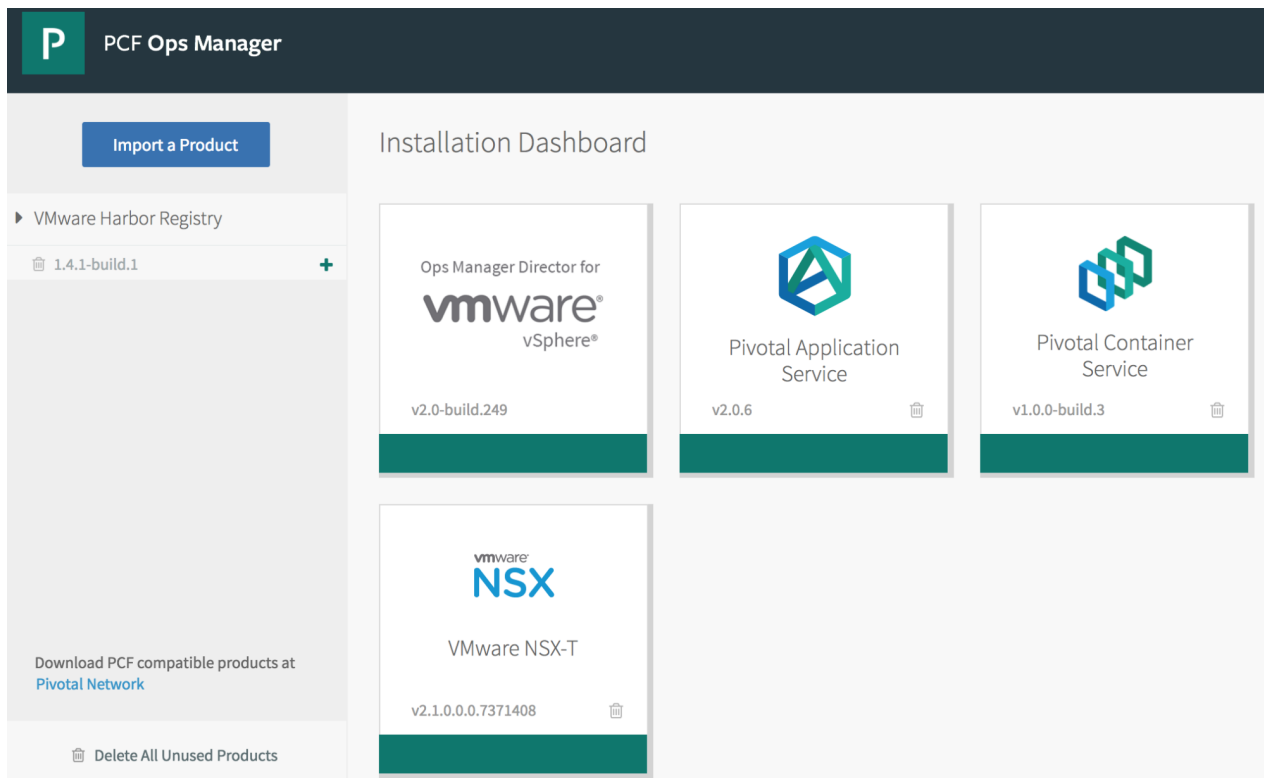 P
PCF Ops Manager
Import a Product
VMware Harbor Registry
1.4.1-build.1
Download PCF compatible products at
Pivotal Network
Delete All Unused Products
Installation Dashboard
Ops Manager Director for
vmware®
vSphere®
v2.0-build.249
Pivotal Application
Service
v2.0.6
Pivotal Container
Service
v1.0.0-build.3
vmware
NSX
VMware NSX-T
v2.1.0.0.0.7371408